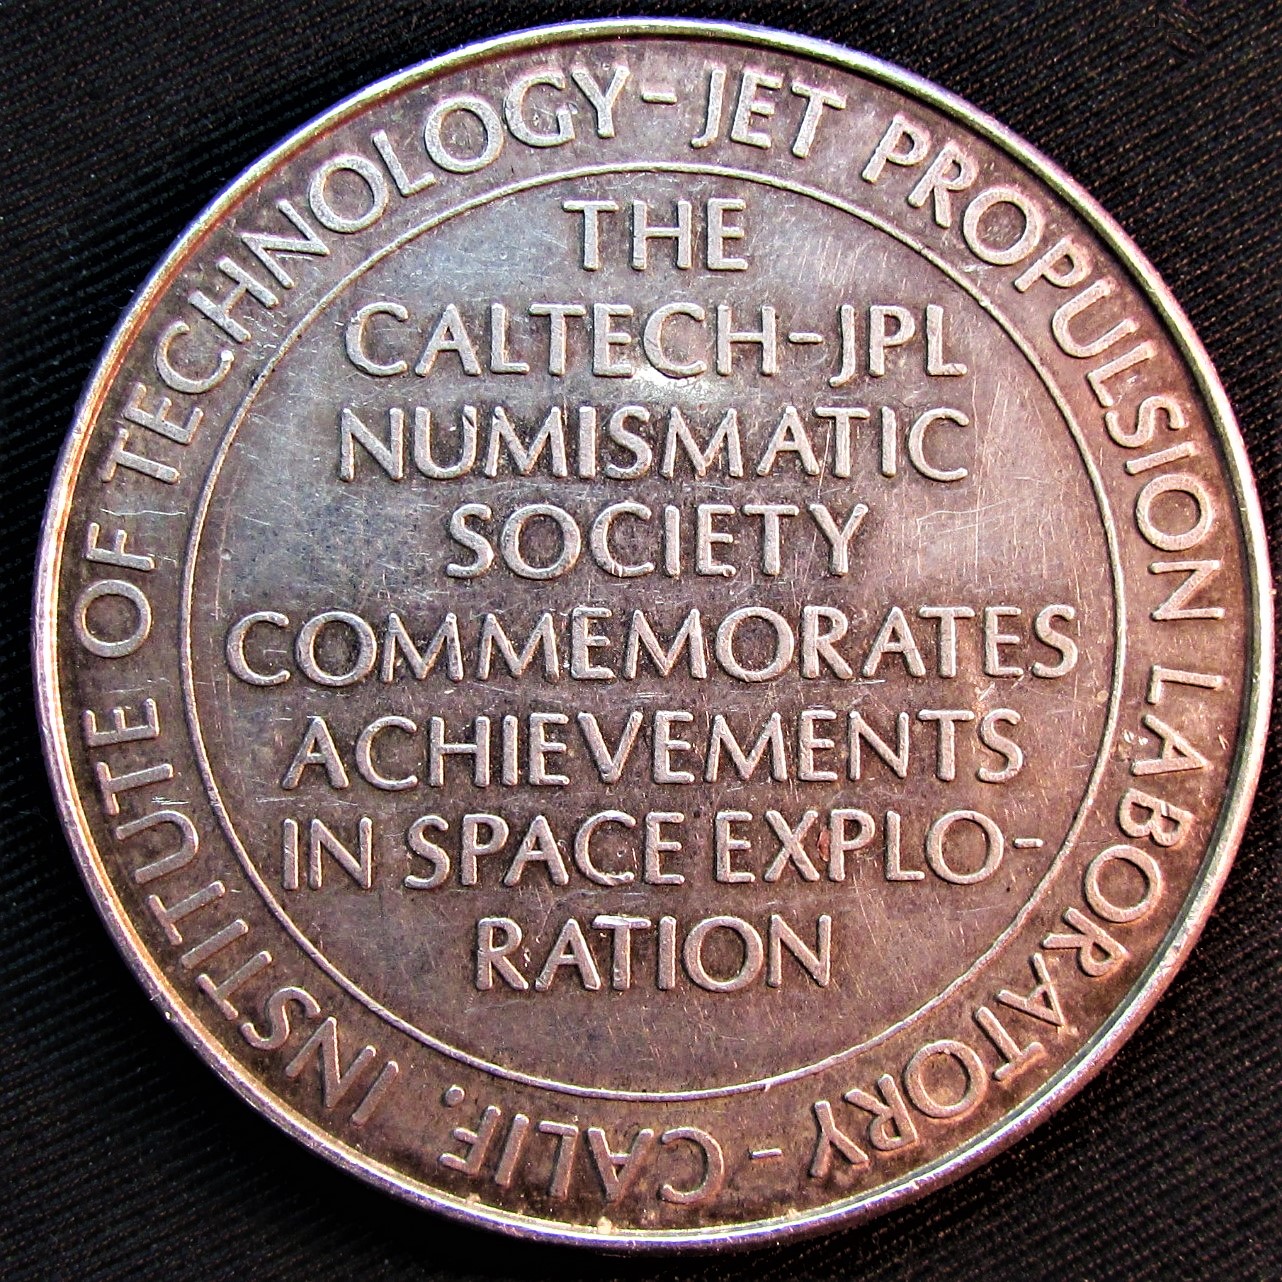 CALIF. INSTITUTE OF TECHNOLOGY - JET PROPULSION LABORATORY -
THE
CALTECH-JPL
NUMISMATIC
SOCIETY
COMMEMORATES
ACHIEVEMENTS
IN SPACE EXPLO-
RATION